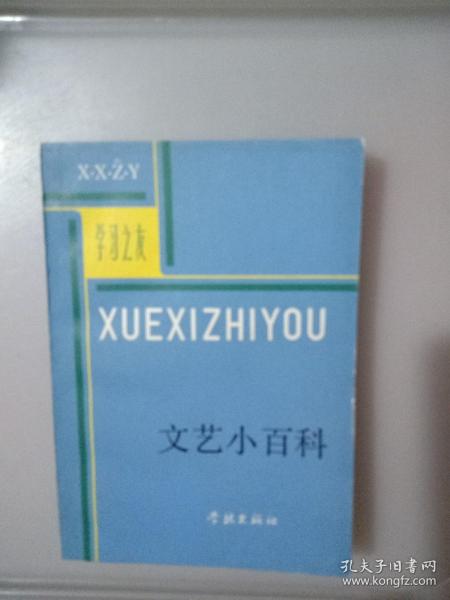 X·X·Ẑ·Y
学习之友
XUEXIZHIYOU
文艺小百科
学林出版社
孔夫子旧书网
www.kongfz.com